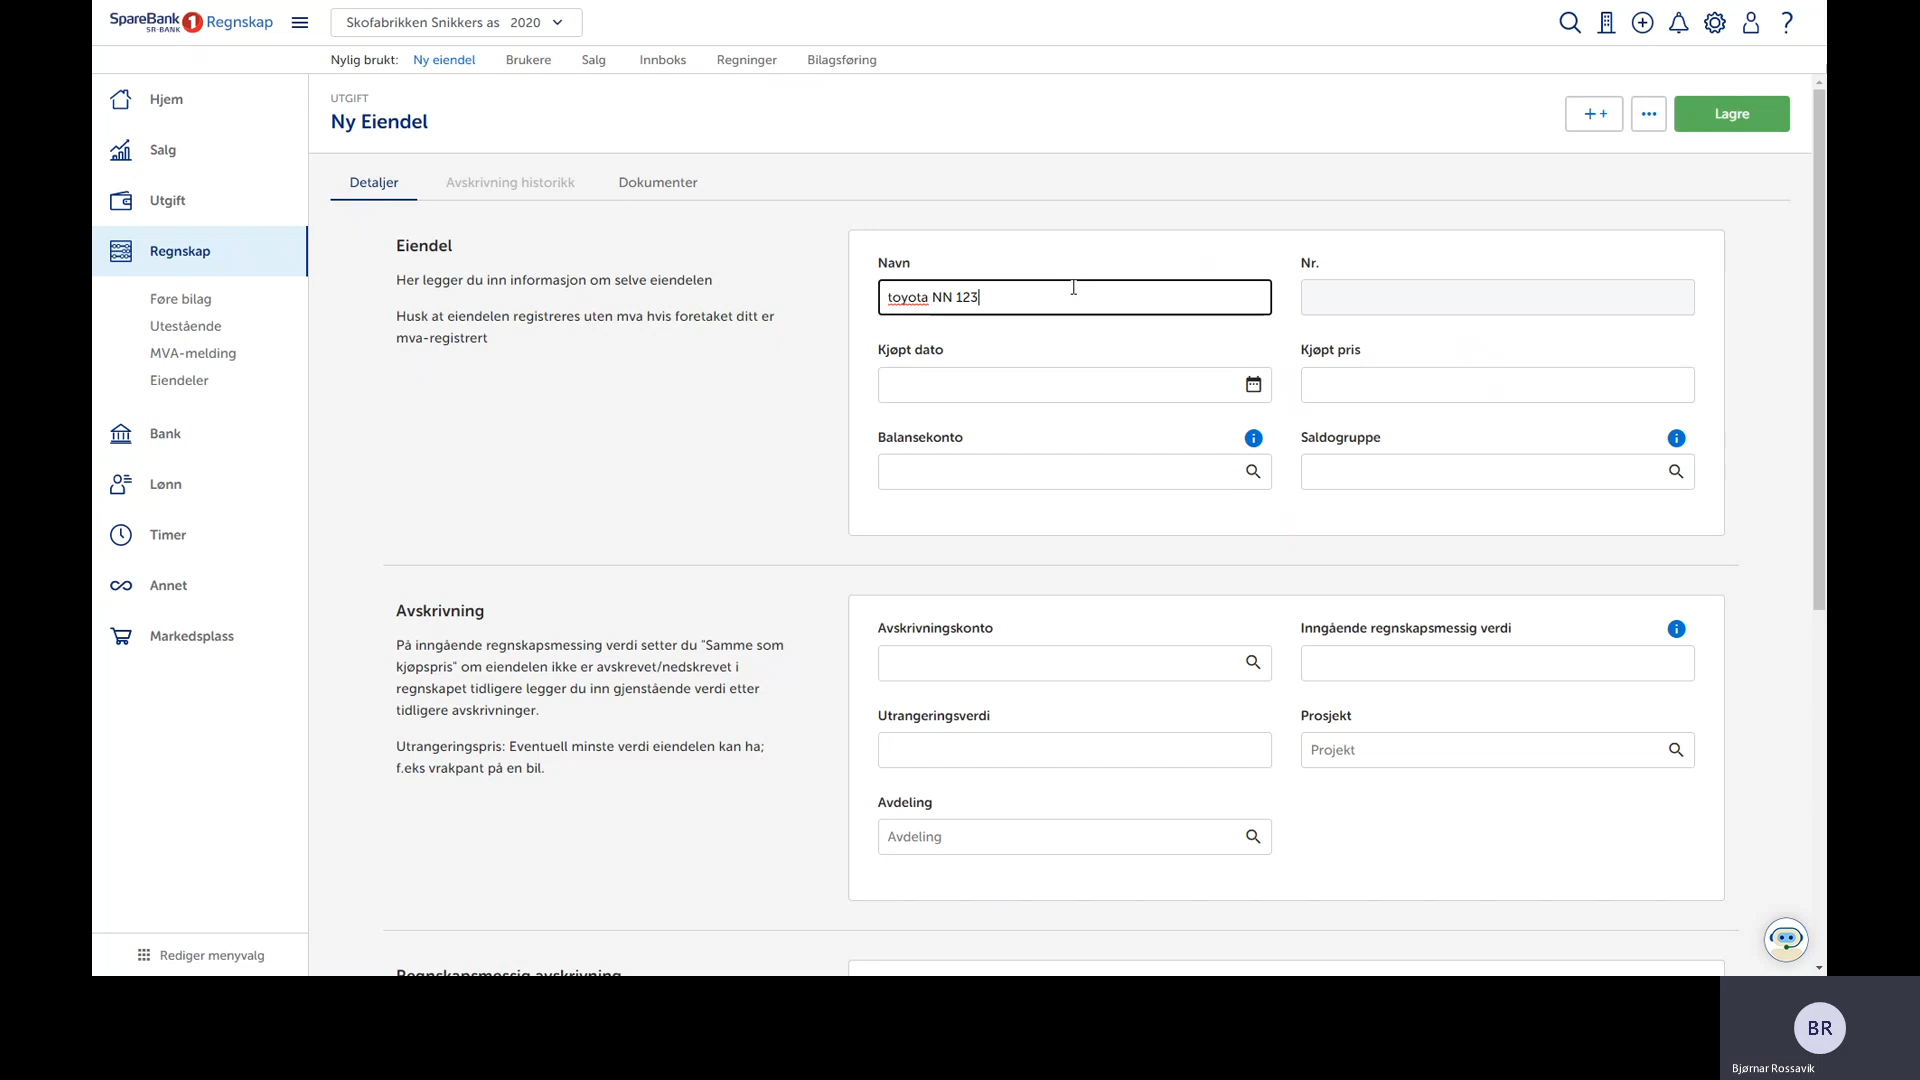 SpareBank 1 Regnskap
SR-BANK
Skofabrikken Snikkers as 2020
Nylig brukt: Ny eiendel Brukere Salg Innboks Regninger Bilagsføring
Hjem
Salg
Utgift
Regnskap
Føre bilag
Utestående
MVA-melding
Eiendeler
Bank
Lønn
Timer
Annet
Markedsplass
Rediger menyvalg
UTGIFT
Ny Eiendel
++
Lagre
Detaljer Avskrivning historikk Dokumenter
Eiendel
Her legger du inn informasjon om selve eiendelen
Husk at eiendelen registreres uten mva hvis foretaket ditt er
mva-registrert
Navn Nr.
toyota NN 123
Kjøpt dato Kjøpt pris
Balansekonto Saldogruppe
Avskrivning
På inngående regnskapsmessing verdi setter du "Samme som
kjøpspris" om eiendelen ikke er avskrevet/nedskrevet i
regnskapet tidligere legger du inn gjenstående verdi etter
tidligere avskrivninger.
Utrangeringspris: Eventuell minste verdi eiendelen kan ha;
f.eks vrakpant på en bil.
Avskrivningskonto Inngående regnskapsmessig verdi
Utrangeringsverdi Prosjekt
Projekt
Avdeling
Avdeling
Regnskapsmessig avskrivning
BR
Bjørnar Rossavik